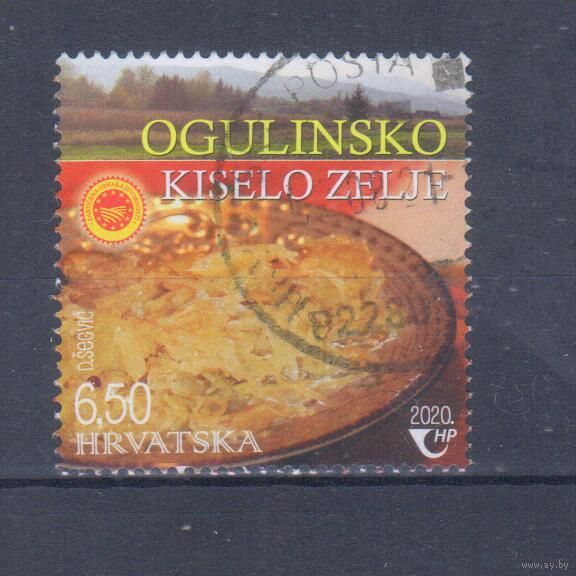 POSTA
OGULINSKO
KISELO ZELJE
D.ŠEGVIĆ
6,50
HRVATSKA
2020.
HP
www.ay.by